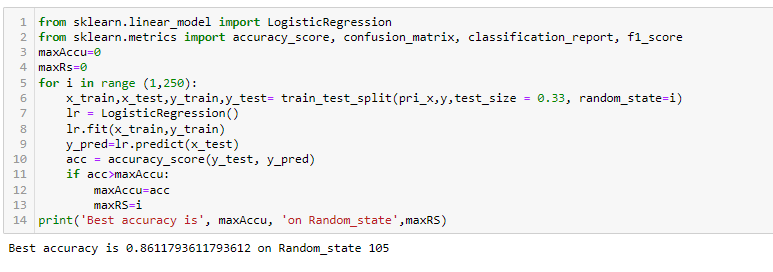 1 from sklearn.linear_model import LogisticRegression
2 from sklearn.metrics import accuracy_score, confusion_matrix, classification_report, f1_score
3 maxAccu=0
4 maxRs=0
5 for i in range (1,250):
6     x_train,x_test,y_train,y_test= train_test_split(pri_x,y,test_size = 0.33, random_state=i)
7     lr = LogisticRegression()
8     lr.fit(x_train,y_train)
9     y_pred=lr.predict(x_test)
10     acc = accuracy_score(y_test, y_pred)
11     if acc>maxAccu:
12         maxAccu=acc
13         maxRS=i
14 print('Best accuracy is', maxAccu, 'on Random_state',maxRS)
Best accuracy is 0.8611793611793612 on Random_state 105